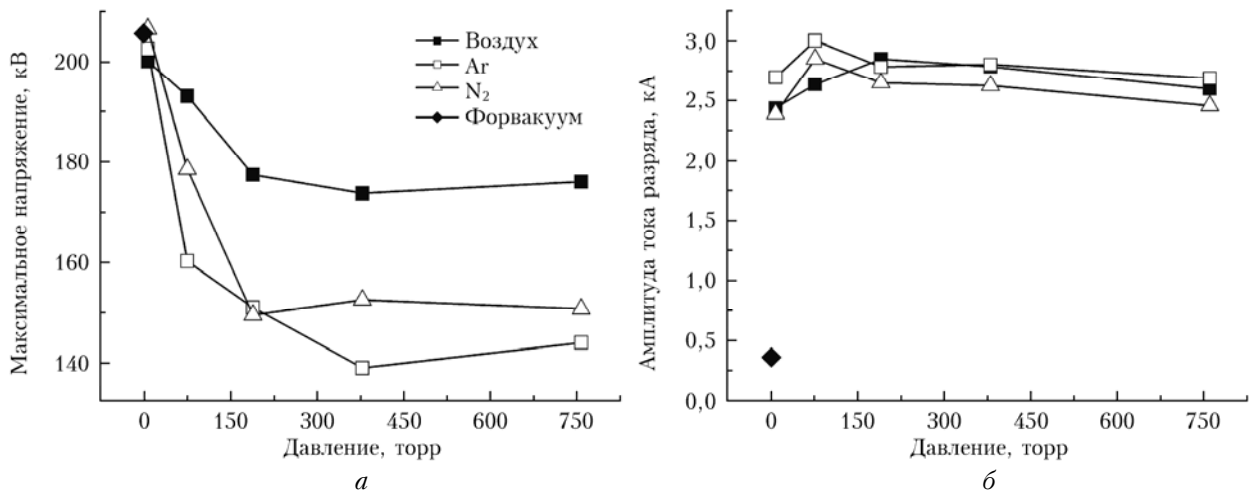 Максимальное напряжение, кВ
200
180
160
140
0 150 300 450 600 750
Давление, торр
а
Воздух
Ar
N₂
Форвакуум
Амплитуда тока разряда, кА
3,0
2,5
2,0
1,5
1,0
0,5
0,0
0 150 300 450 600 750
Давление, торр
б